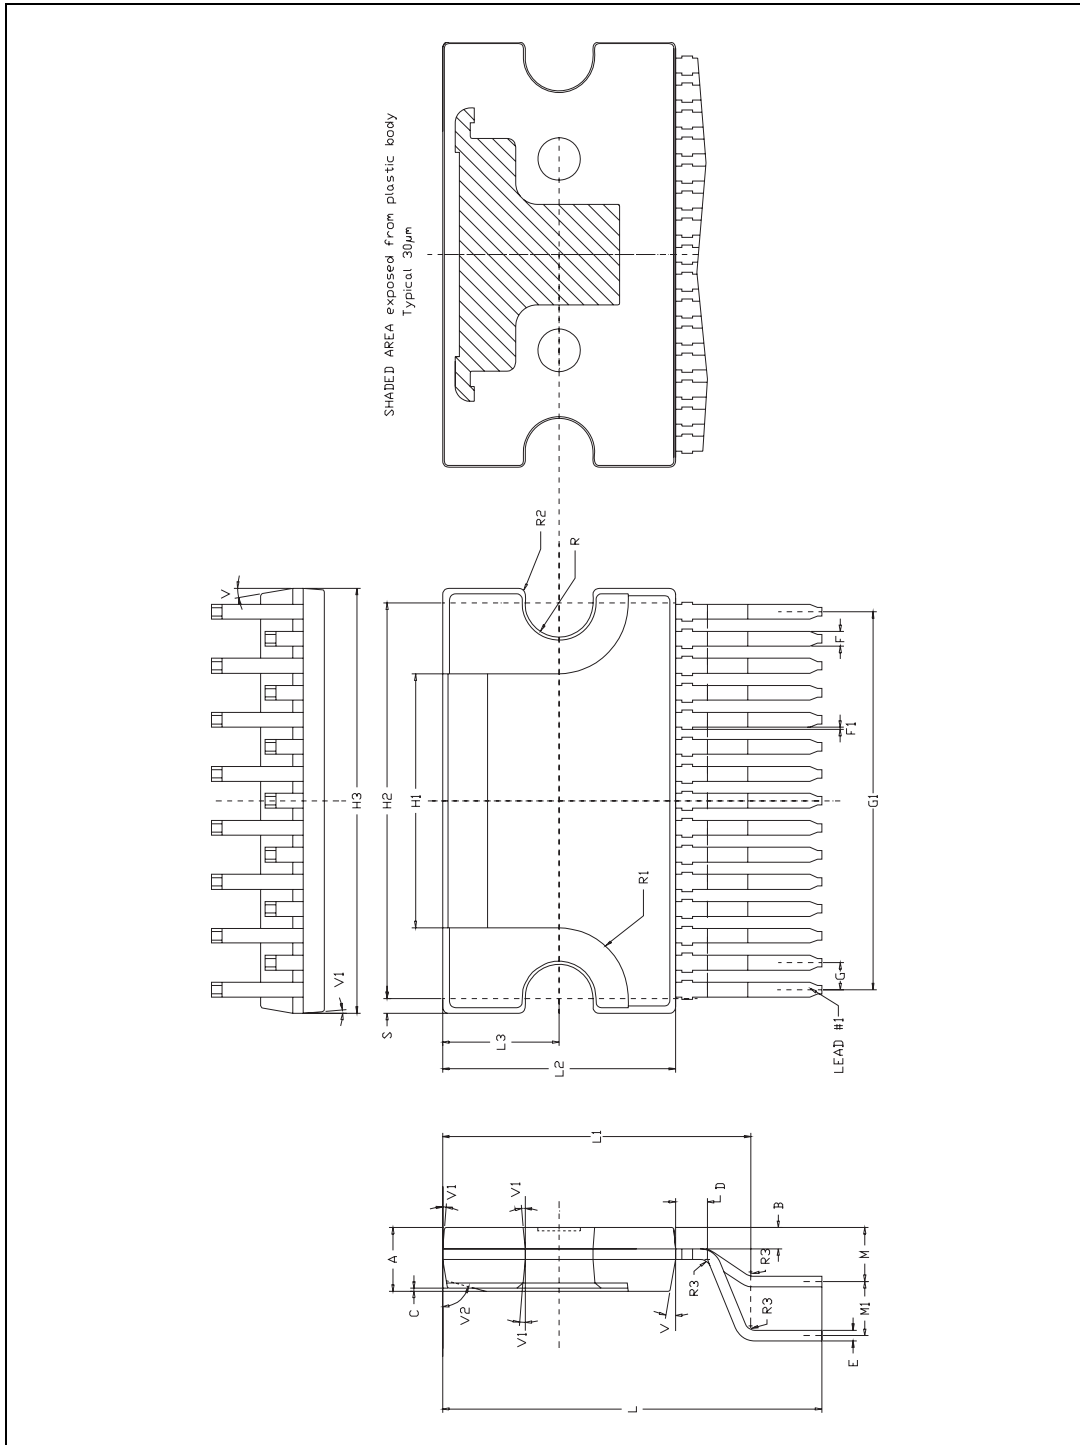 SHADED AREA exposed from plastic body
Typical 30µm
V
V1
H3
H2
H1
S
R2
R
R1
L3
L2
F
F1
G1
G
LEAD #1
L1
V1
V1
A
C
V2
V1
V
D
B
R3
R3
R3
M
M1
E
L